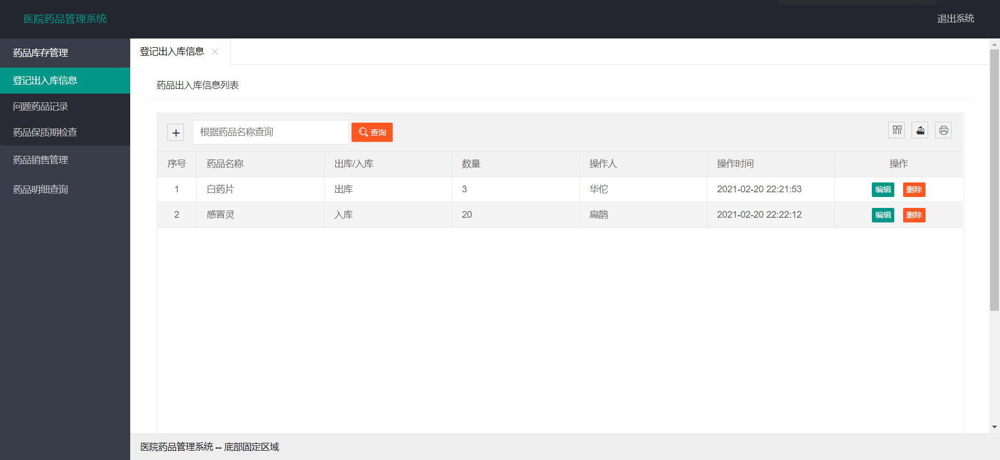 医院药品管理系统
退出系统
药品库存管理
登记出入库信息
问题药品记录
药品保质期检查
药品销售管理
药品明细查询
登记出入库信息
药品出入库信息列表
根据药品名称查询 查询
序号 药品名称 出库/入库 数量 操作人 操作时间 操作
1 白药片 出库 3 华佗 2021-02-20 22:21:53 编辑 删除
2 感冒灵 入库 20 扁鹊 2021-02-20 22:22:12 编辑 删除
医院药品管理系统 -- 底部固定区域